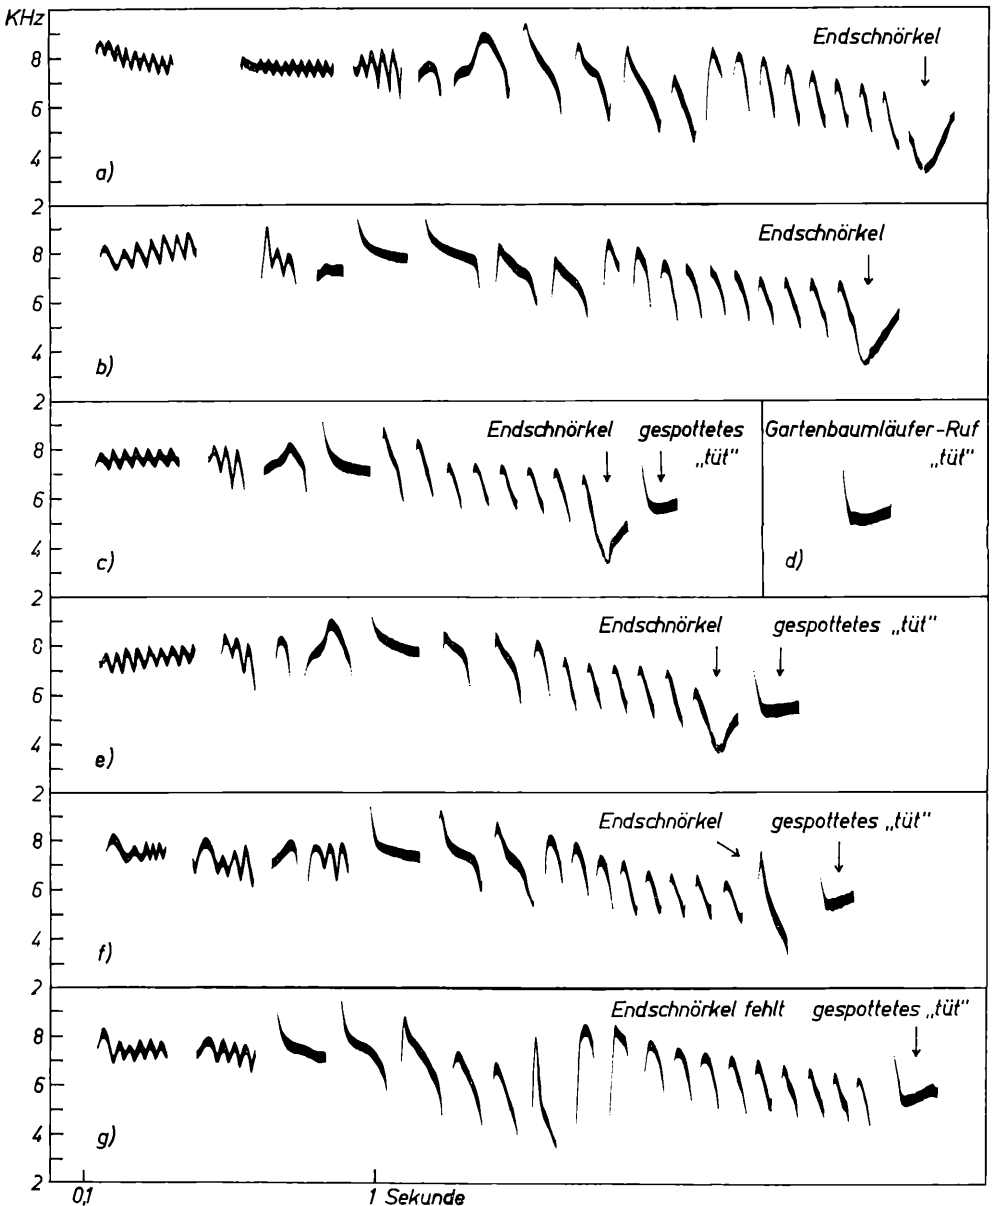 KHz
Endschnörkel
8
6
4
a)
2
Endschnörkel
8
6
4
b)
2
Endschnörkel gespottetes
„tüt"
Gartenbaumläufer-Ruf
„tüt"
8
6
4
c)
d)
2
Endschnörkel gespottetes „tüt"
8
6
4
e)
2
Endschnörkel gespottetes „tüt"
8
6
4
f)
2
Endschnörkel fehlt gespottetes „tüt"
8
6
4
g)
2
0,1 1 Sekunde